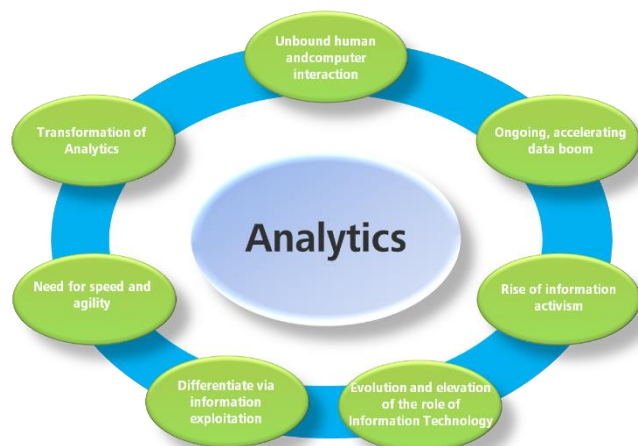 Unbound human
andcomputer
interaction
Ongoing, accelerating
data boom
Rise of information
activism
Evolution and elevation
of the role of
Information Technology
Differentiate via
information
exploitation
Need for speed and
agility
Transformation of
Analytics
Analytics